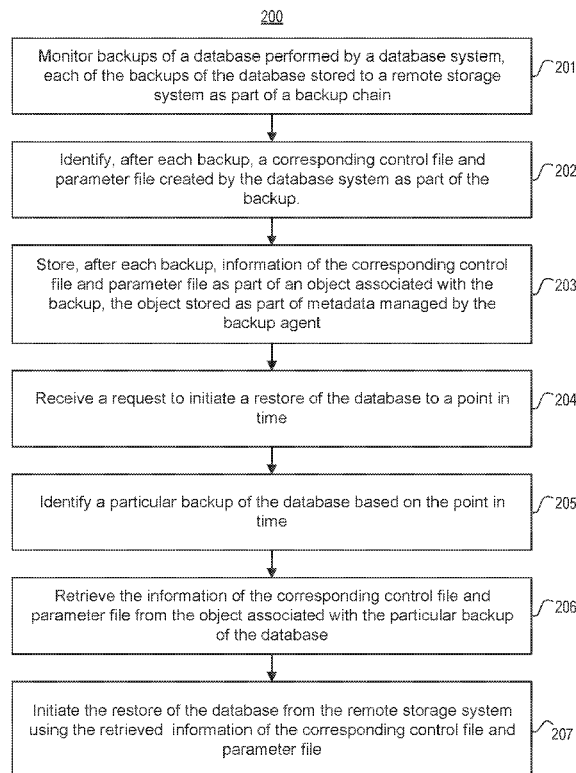 200
Monitor backups of a database performed by a database system,
each of the backups of the database stored to a remote storage
system as part of a backup chain
201
Identify, after each backup, a corresponding control file and
parameter file created by the database system as part of the
backup.
202
Store, after each backup, information of the corresponding control
file and parameter file as part of an object associated with the
backup, the object stored as part of metadata managed by the
backup agent
203
Receive a request to initiate a restore of the database to a point in
time
204
Identify a particular backup of the database based on the point in
time
205
Retrieve the information of the corresponding control file and
parameter file from the object associated with the particular backup
of the database
206
Initiate the restore of the database from the remote storage system
using the retrieved information of the corresponding control file and
parameter file
207